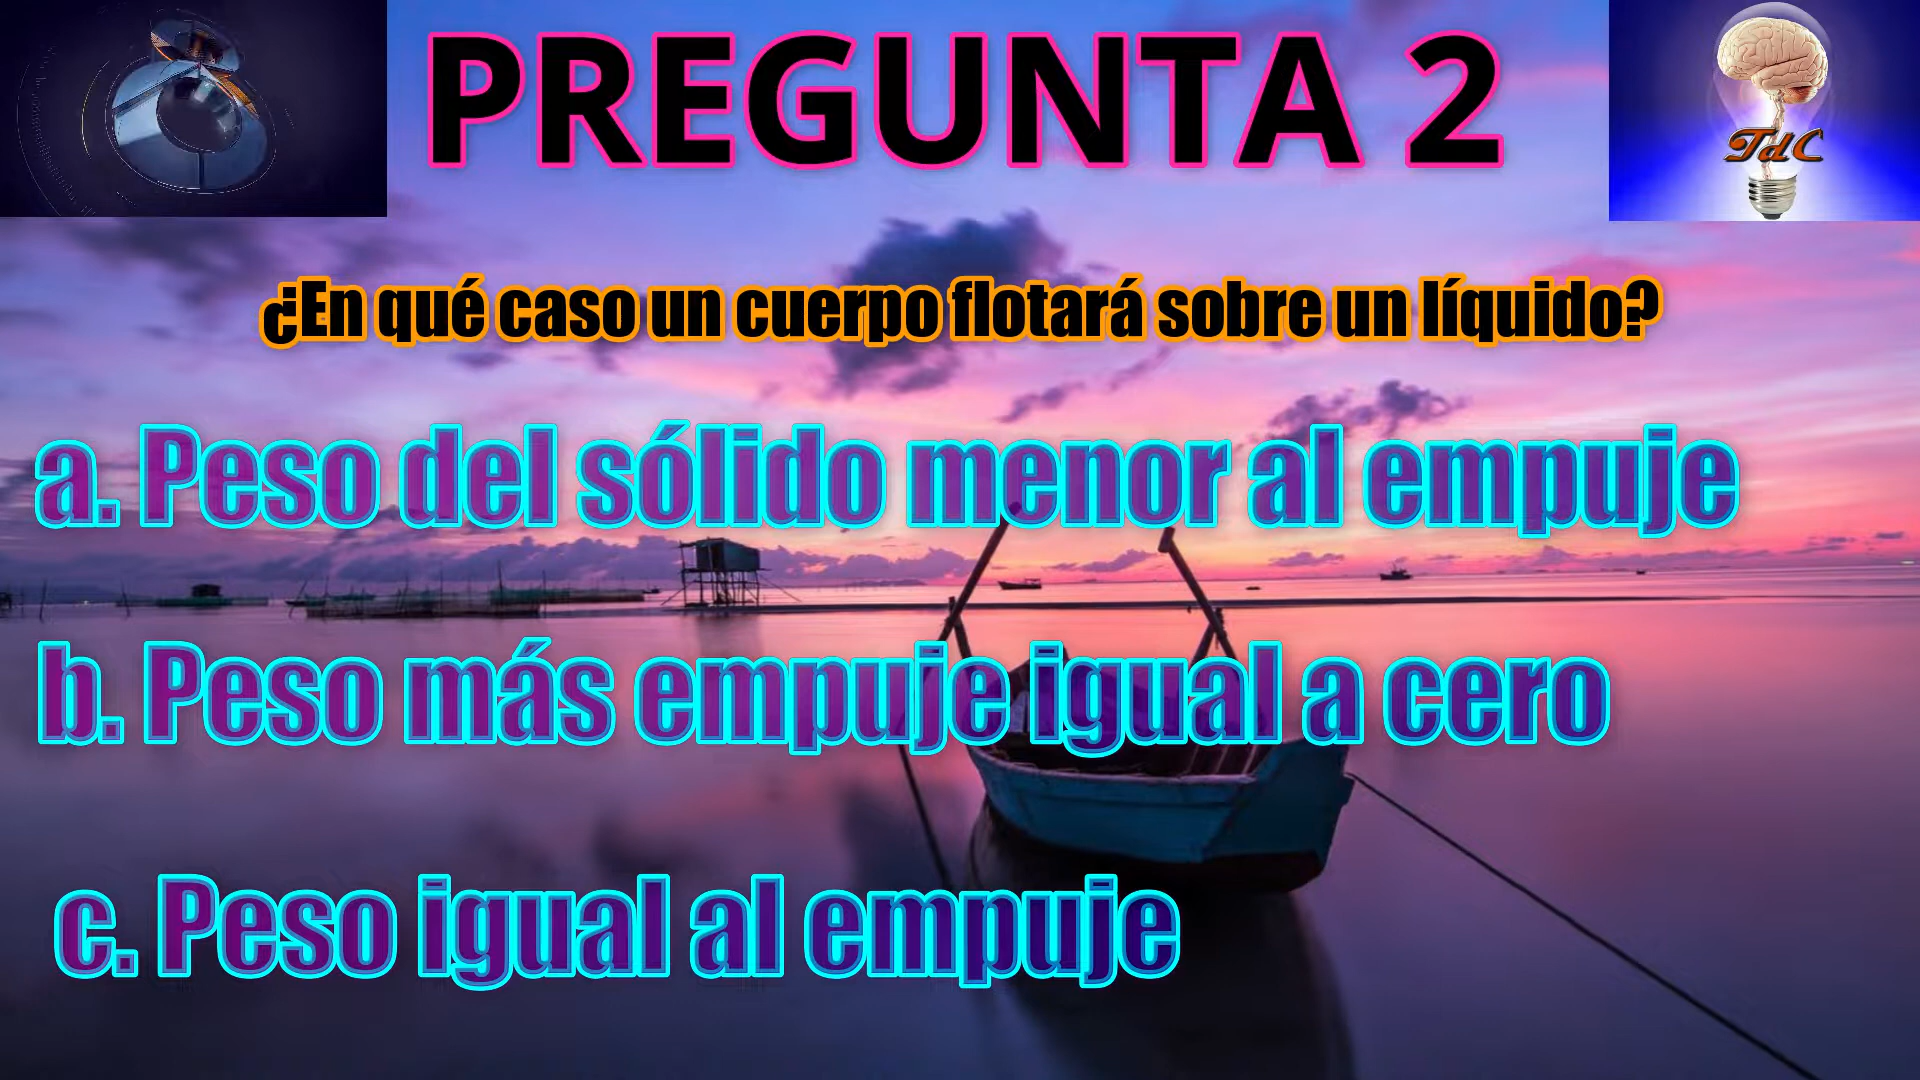 PREGUNTA 2
TdC
¿En qué caso un cuerpo flotará sobre un líquido?
a. Peso del sólido menor al empuje
b. Peso más empuje igual a cero
c. Peso igual al empuje